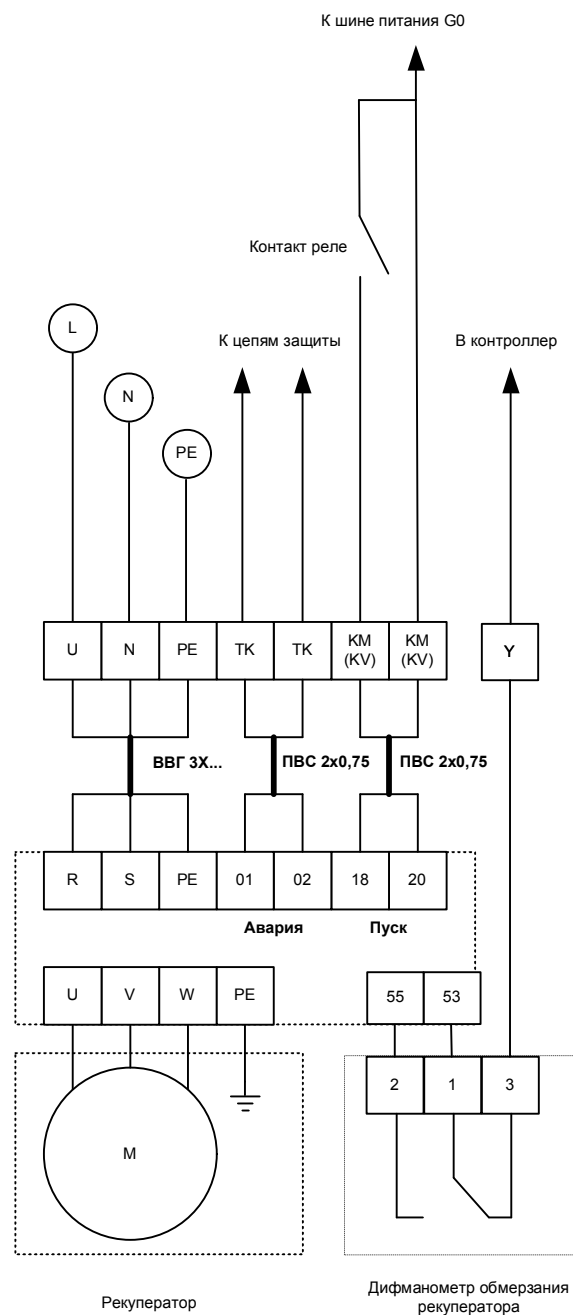 К шине питания G0
Контакт реле
L
К цепям защиты
В контроллер
N
PE
U N PE TK TK KM (KV) KM (KV) Y
ВВГ 3Х... ПВС 2х0,75 ПВС 2х0,75
R S PE 01 02 18 20
Авария Пуск
U V W PE 55 53
2 1 3
M
Рекуператор
Дифманометр обмерзания
рекуператора